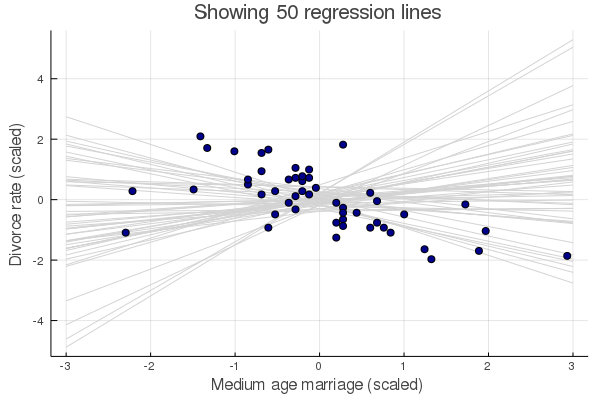 Showing 50 regression lines
Divorce rate (scaled)
4
2
0
-2
-4
-3 -2 -1 0 1 2 3
Medium age marriage (scaled)